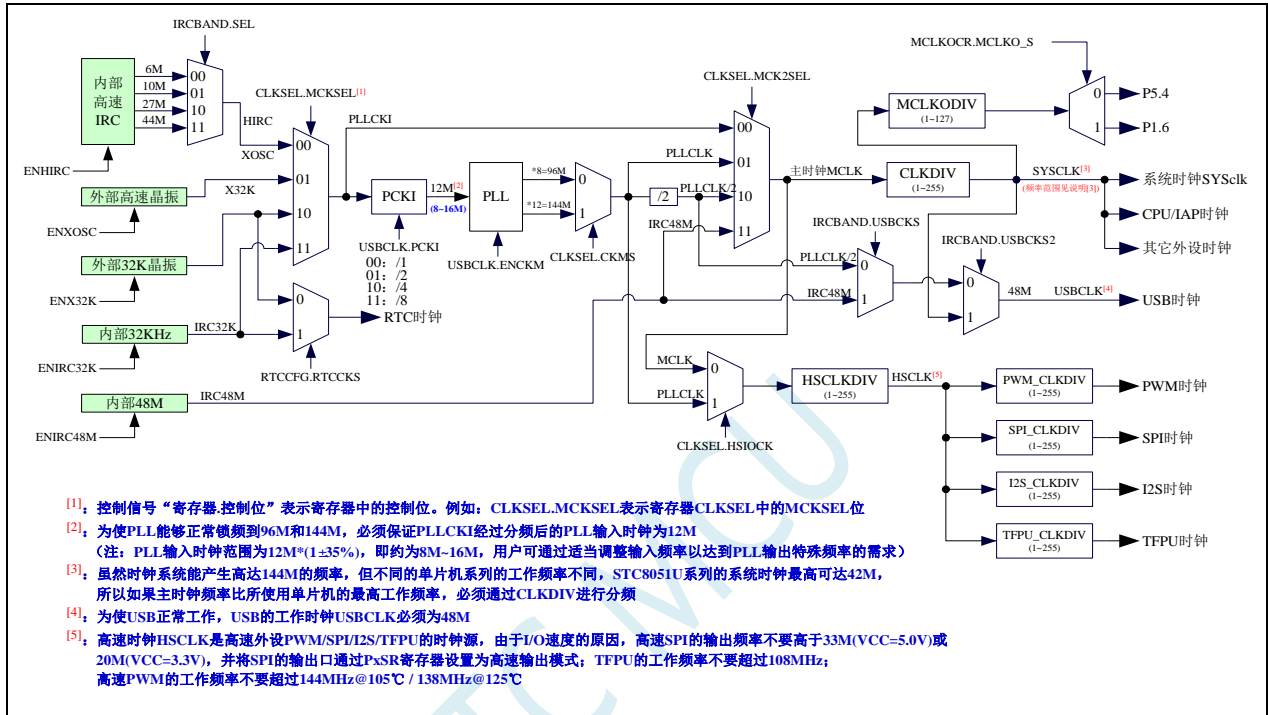 IRCBAND.SEL
MCLKOCR.MCLKO_S
内部
高速
IRC
6M
10M
27M
44M
00
01
10
11
HIRC
XOSC
ENHIRC
CLKSEL.MCKSEL[1]
00
01
10
11
外部高速晶振
X32K
ENXOSC
外部32K晶振
ENX32K
内部32KHz
IRC32K
ENIRC32K
内部48M
IRC48M
ENIRC48M
PLLCKI
PCKI
12M[2]
(8~16M)
USBCLK.PCKI
00: /1
01: /2
10: /4
11: /8
0
1
RTC时钟
RTCCFG.RTCCKS
PLL
*8=96M
*12=144M
0
1
USBCLK.ENCKM
CLKSEL.CKMS
CLKSEL.MCK2SEL
PLLCLK
/2
PLLCLK/2
IRC48M
00
01
10
11
主时钟MCLK
CLKDIV
(1~255)
MCLKODIV
(1~127)
0
1
P5.4
P1.6
SYSCLK[3]
(频率范围见说明[3])
系统时钟SYSclk
CPU/IAP时钟
其它外设时钟
IRCBAND.USBCKS
PLLCLK/2
IRC48M
0
1
IRCBAND.USBCKS2
0
1
48M
USBCLK[4]
USB时钟
MCLK
PLLCLK
0
1
CLKSEL.HSIOCK
HSCLKDIV
(1~255)
HSCLK[5]
PWM_CLKDIV
(1~255)
PWM时钟
SPI_CLKDIV
(1~255)
SPI时钟
I2S_CLKDIV
(1~255)
I2S时钟
TFPU_CLKDIV
(1~255)
TFPU时钟
[1]：控制信号“寄存器.控制位”表示寄存器中的控制位。例如：CLKSEL.MCKSEL表示寄存器CLKSEL中的MCKSEL位
[2]：为使PLL能够正常锁频到96M和144M，必须保证PLLCKI经过分频后的PLL输入时钟为12M
（注：PLL输入时钟范围为12M*(1±35%)，即约为8M~16M，用户可通过适当调整输入频率以达到PLL输出特殊频率的需求）
[3]：虽然时钟系统能产生高达144M的频率，但不同的单片机系列的工作频率不同，STC8051U系列的系统时钟最高可达42M，
所以如果主时钟频率比所使用单片机的最高工作频率，必须通过CLKDIV进行分频
[4]：为使USB正常工作，USB的工作时钟USBCLK必须为48M
[5]：高速时钟HSCLK是高速外设PWM/SPI/I2S/TFPU的时钟源，由于I/O速度的原因，高速SPI的输出频率不要高于33M(VCC=5.0V)或
20M(VCC=3.3V)，并将SPI的输出口通过PxSR寄存器设置为高速输出模式；TFPU的工作频率不要超过108MHz；
高速PWM的工作频率不要超过144MHz@105℃ / 138MHz@125℃
MCU